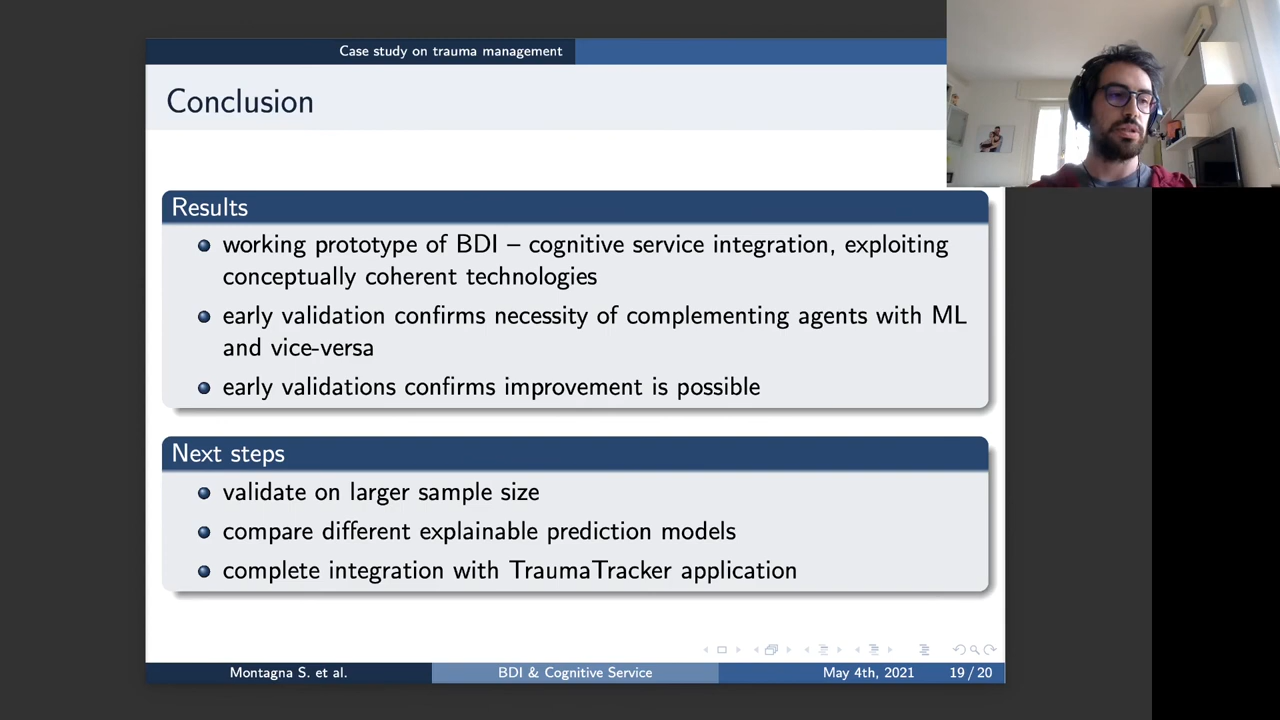 Case study on trauma management
Conclusion
Results
working prototype of BDI – cognitive service integration, exploiting
conceptually coherent technologies
early validation confirms necessity of complementing agents with ML
and vice-versa
early validations confirms improvement is possible
Next steps
validate on larger sample size
compare different explainable prediction models
complete integration with TraumaTracker application
Montagna S. et al.
BDI & Cognitive Service
May 4th, 2021
19 / 20